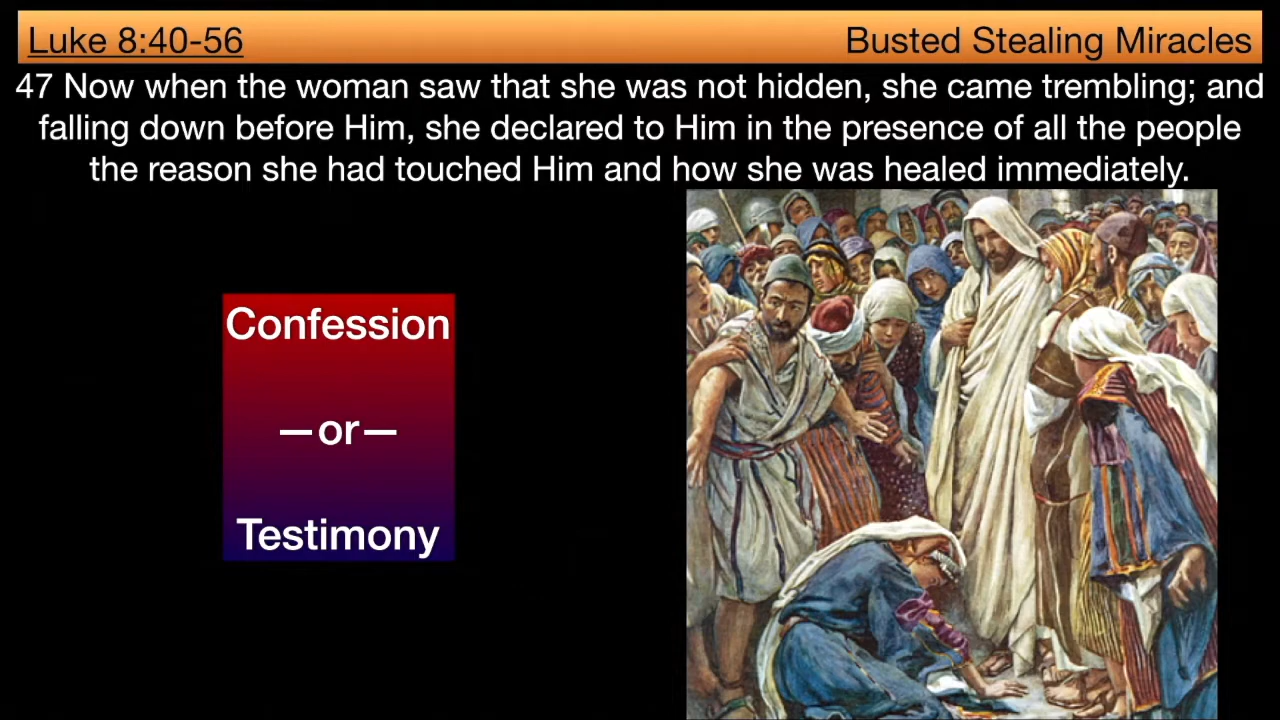 Luke 8:40-56
Busted Stealing Miracles
47 Now when the woman saw that she was not hidden, she came trembling; and
falling down before Him, she declared to Him in the presence of all the people
the reason she had touched Him and how she was healed immediately.
Confession
—or—
Testimony